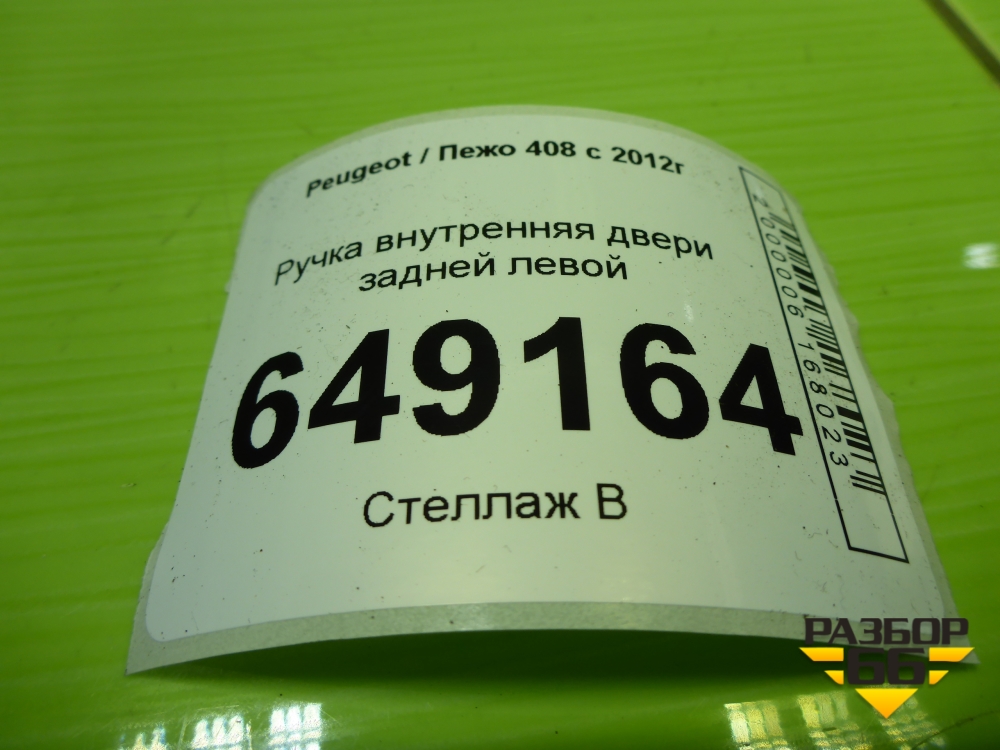 Peugeot / Пежо 408 с 2012г
Ручка внутренняя двери
задней левой
649164
Стеллаж В
2000006168023
РАЗБОР
66